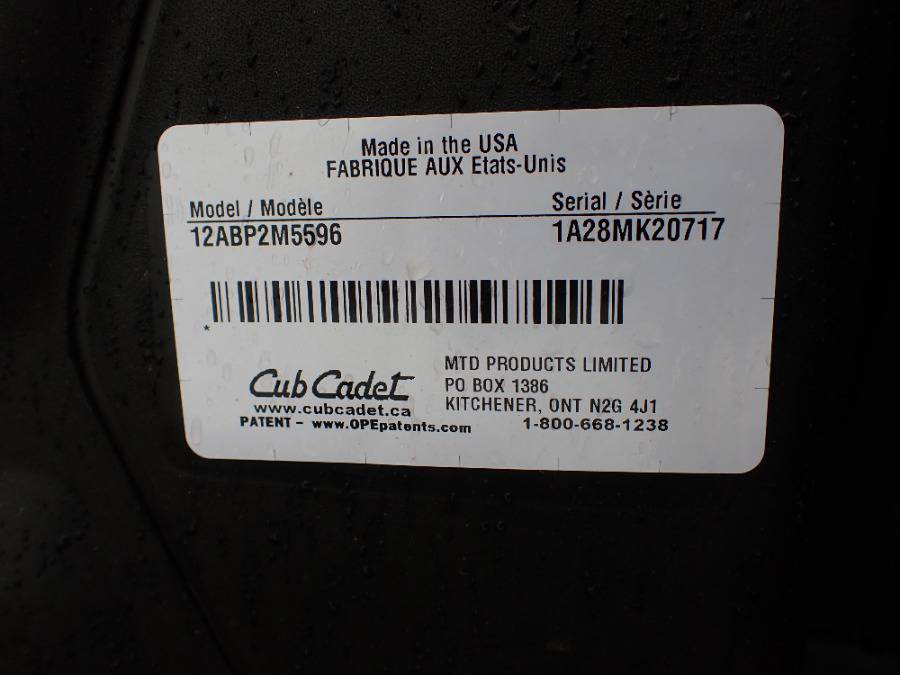 Made in the USA
FABRIQUE AUX Etats-Unis
Model / Modèle
Serial / Sèrie
12ABP2M5596
1A28MK20717
*
Cub Cadet
www.cubcadet.ca
PATENT - www.OPEpatents.com
MTD PRODUCTS LIMITED
PO BOX 1386
KITCHENER, ONT N2G 4J1
1-800-668-1238